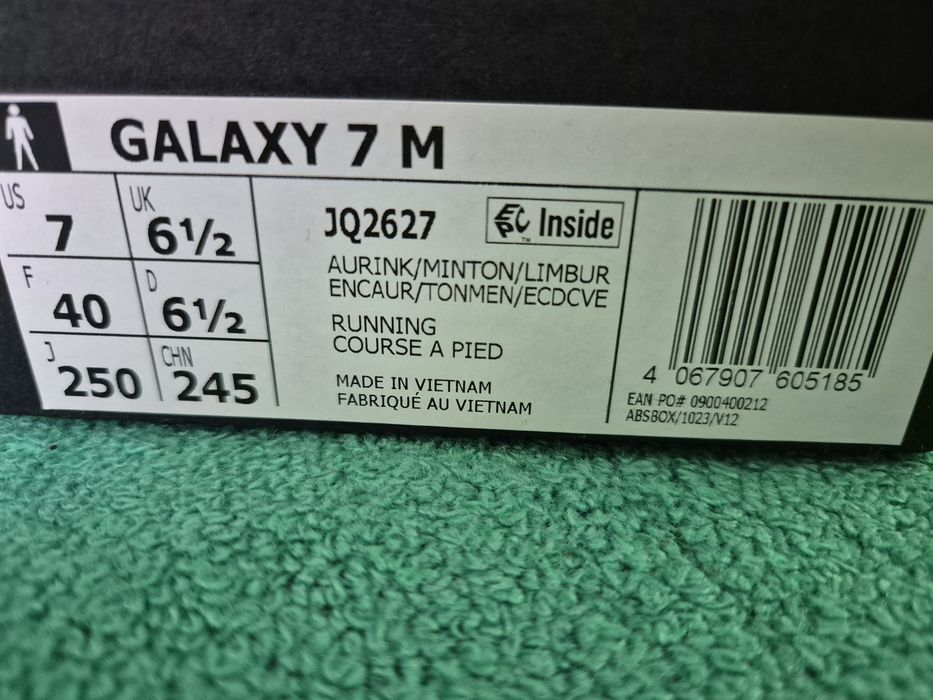 GALAXY 7 M
US 7 UK 6½
F 40 D 6½
J 250 CHN 245
JQ2627 EPC™ Inside
AURINK/MINTON/LIMBUR
ENCAUR/TONMEN/ECDCVE
RUNNING
COURSE A PIED
MADE IN VIETNAM
FABRIQUÉ AU VIETNAM
4 067907 605185
EAN PO# 0900400212
ABSBOX/1023/V12